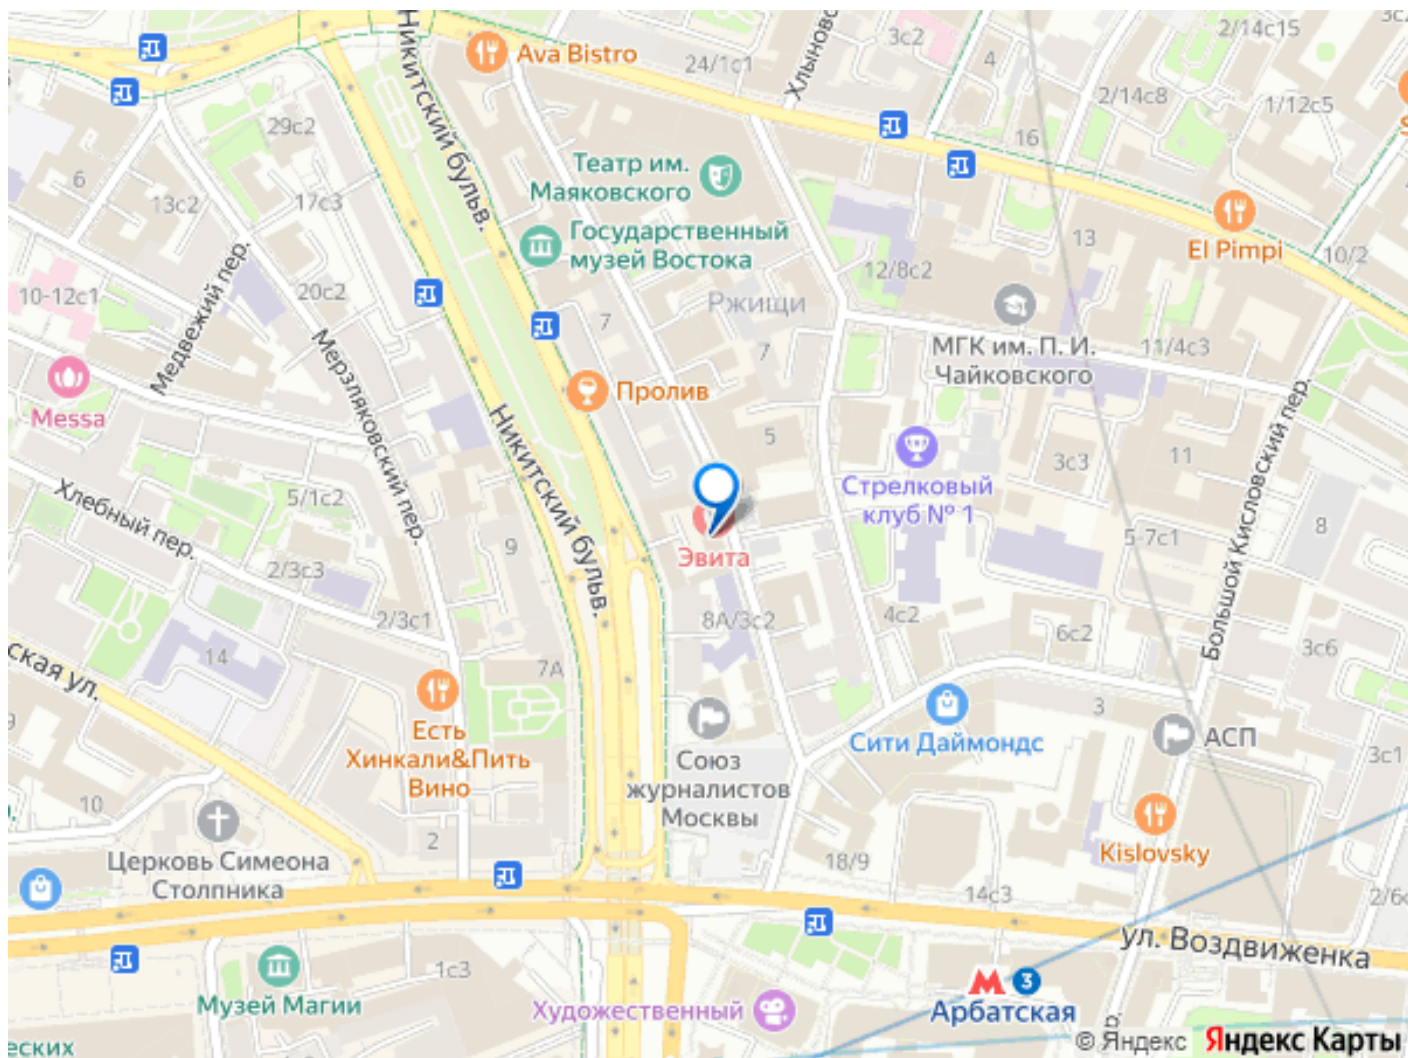 3с2
2/14с15
Ava Bistro
24/1с1
Хлыновс
3с2
4
2/14с8
1/12с5
Никитский бульв.
29с2
16
6
13с2
17с3
Театр им.
Маяковского
Государственный
музей Востока
El Pimpi
13
10/2
12/8с2
Медвежий пер.
10-12с1
20с2
7
Ржищи
7
МГК им. П. И.
Чайковского
11/4с3
Мерзляковский пер.
Messa
Пролив
Никитский бульв.
5
3с3
11
Большой Кисловский пер.
Стрелковый
клуб № 1
Хлебный пер.
5/1с2
9
Эвита
5-7с1
8
2/3с3
2/3с1
8А/3с2
4с2
6с2
3с6
14
ская ул.
7А
9
Есть
Хинкали&Пить
Вино
Союз
журналистов
Москвы
Сити Даймондс
3
АСП
3с1
10
2
Церковь Симеона
Столпника
18/9
Kislovsky
14с3
2/6с
ул. Воздвиженка
1с3
Музей Магии
Художественный
М 3
Арбатская
р.
еских
© Яндекс Яндекс Карты